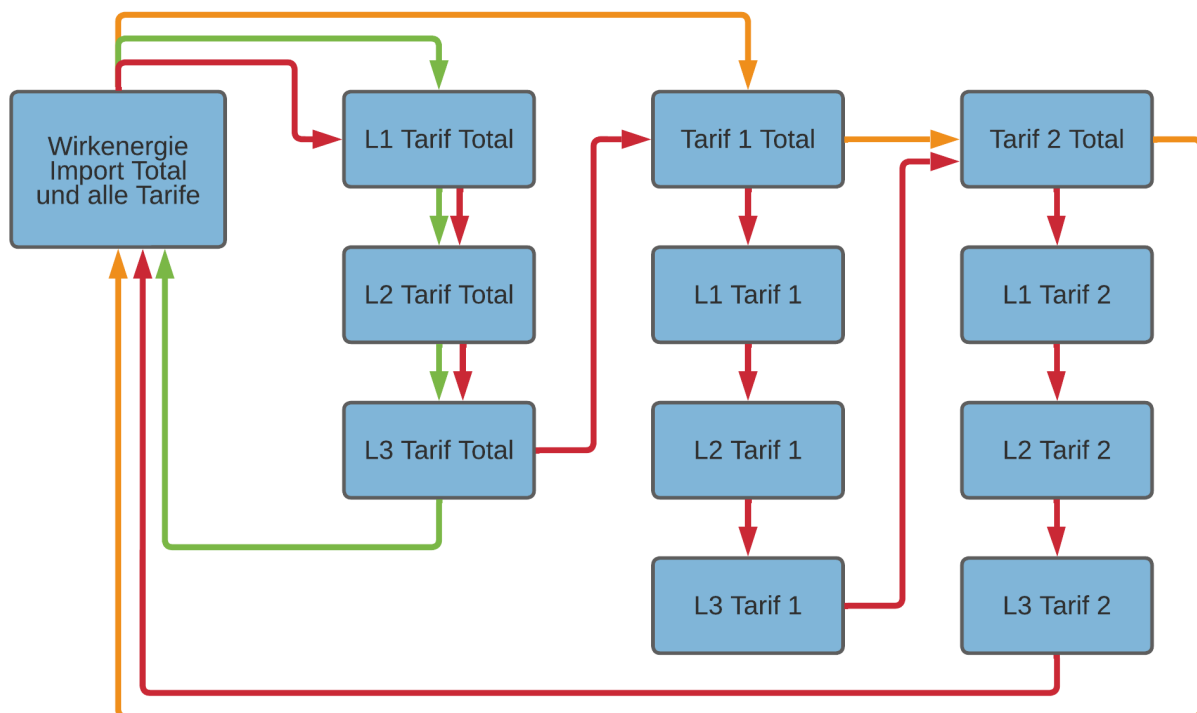 Wirkenergie
Import Total
und alle Tarife
L1 Tarif Total
L2 Tarif Total
L3 Tarif Total
Tarif 1 Total
L1 Tarif 1
L2 Tarif 1
L3 Tarif 1
Tarif 2 Total
L1 Tarif 2
L2 Tarif 2
L3 Tarif 2